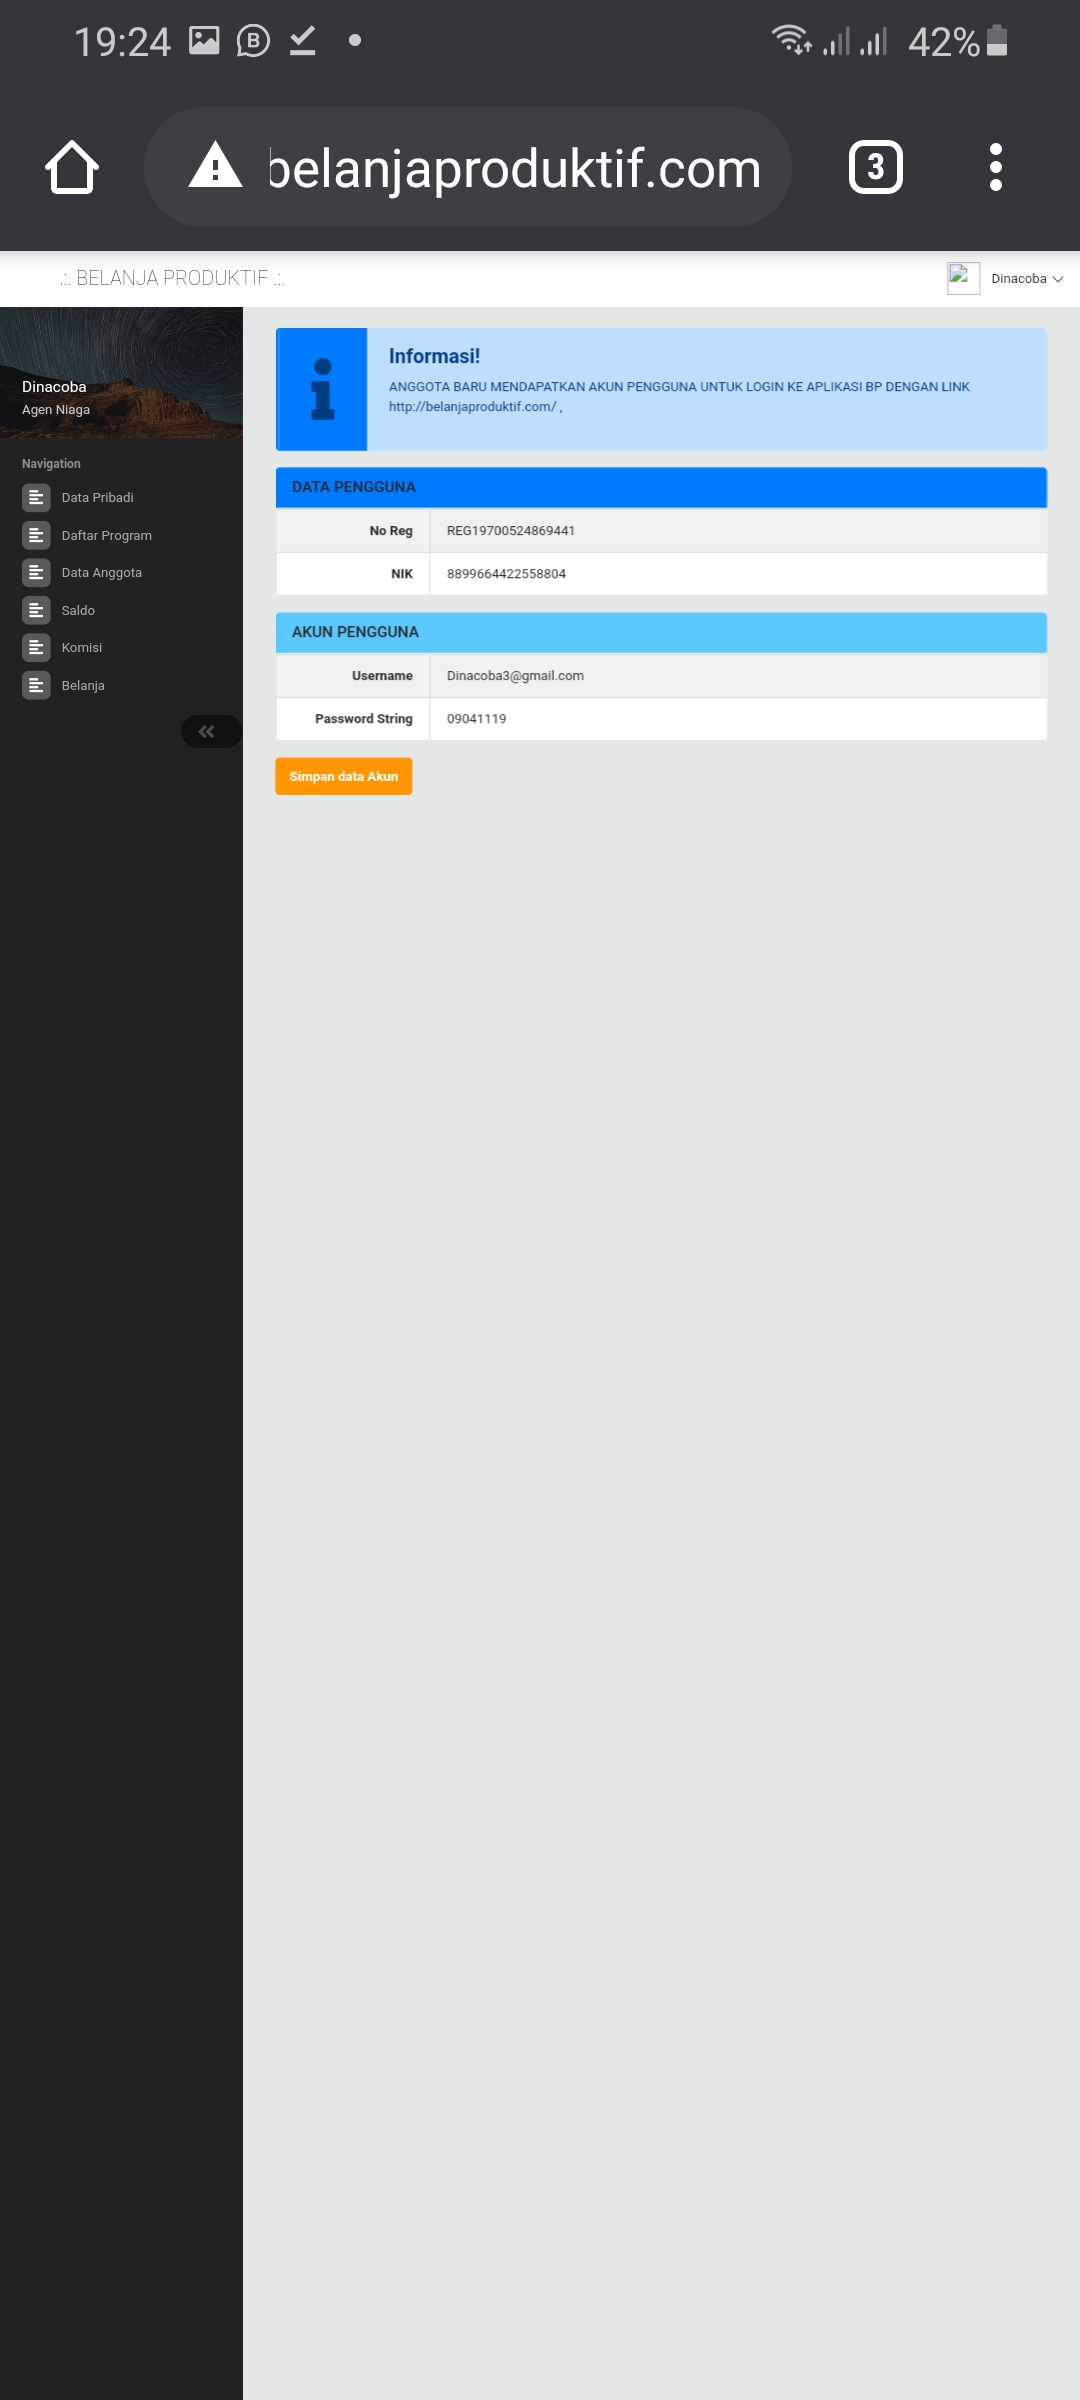 19:24
42%
belanjaproduktif.com
3
.:. BELANJA PRODUKTIF .:.
Dinacoba
Dinacoba
Agen Niaga
Navigation
Data Pribadi
Daftar Program
Data Anggota
Saldo
Komisi
Belanja
Informasi!
ANGGOTA BARU MENDAPATKAN AKUN PENGGUNA UNTUK LOGIN KE APLIKASI BP DENGAN LINK
http://belanjaproduktif.com/ ,
DATA PENGGUNA
No Reg REG19700524869441
NIK 8899664422558804
AKUN PENGGUNA
Username Dinacoba3@gmail.com
Password String 09041119
Simpan data Akun